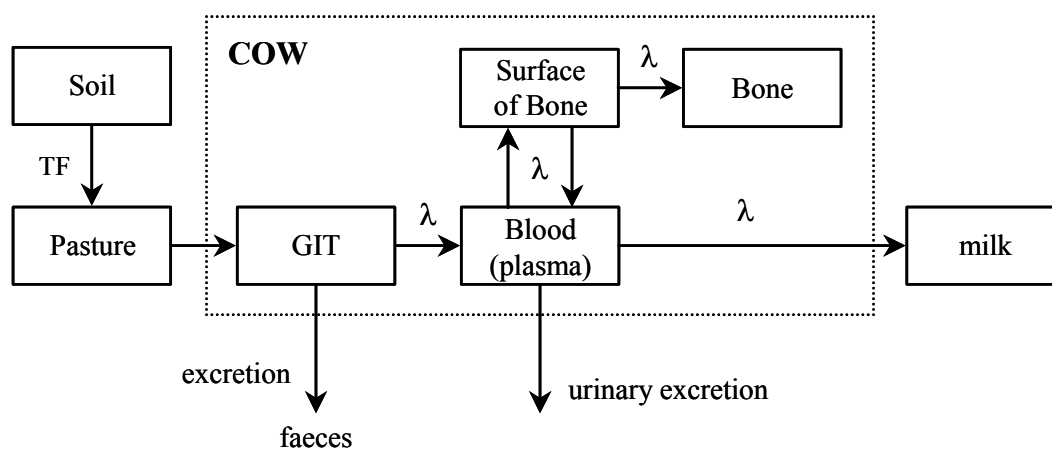 COW
Soil
Surface
of Bone
λ
Bone
TF
λ
Pasture
GIT
λ
Blood
(plasma)
λ
milk
excretion
urinary excretion
faeces